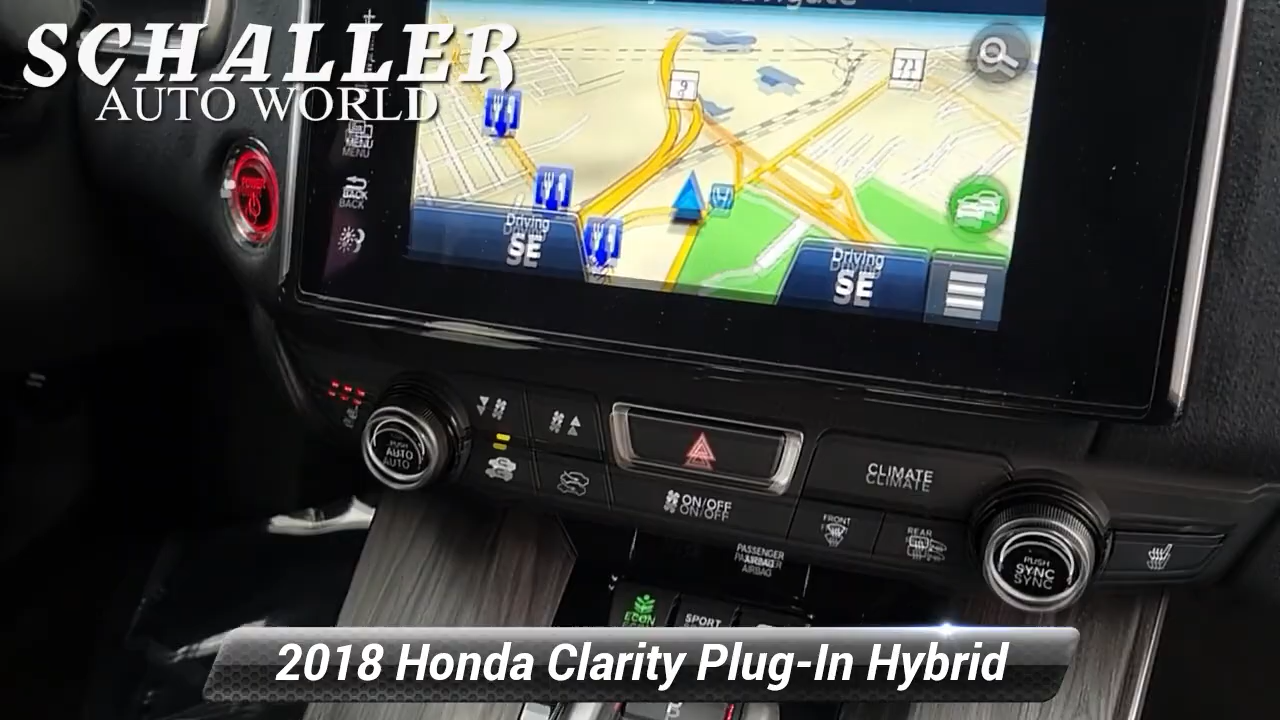 SCHALLER
AUTO WORLD
MENU
BACK
9
Driving
SE
Driving
SE
PUSH
AUTO
CLIMATE
ON/OFF
FRONT
REAR
PUSH
SYNC
PASSENGER
AIRBAG
ECON
SPORT
2018 Honda Clarity Plug-In Hybrid